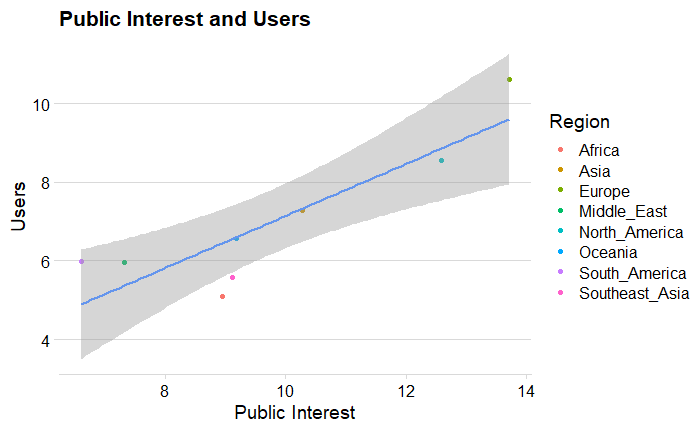 Public Interest and Users
Users
10
8
6
4
8
10
12
14
Public Interest
Region
Africa
Asia
Europe
Middle_East
North_America
Oceania
South_America
Southeast_Asia